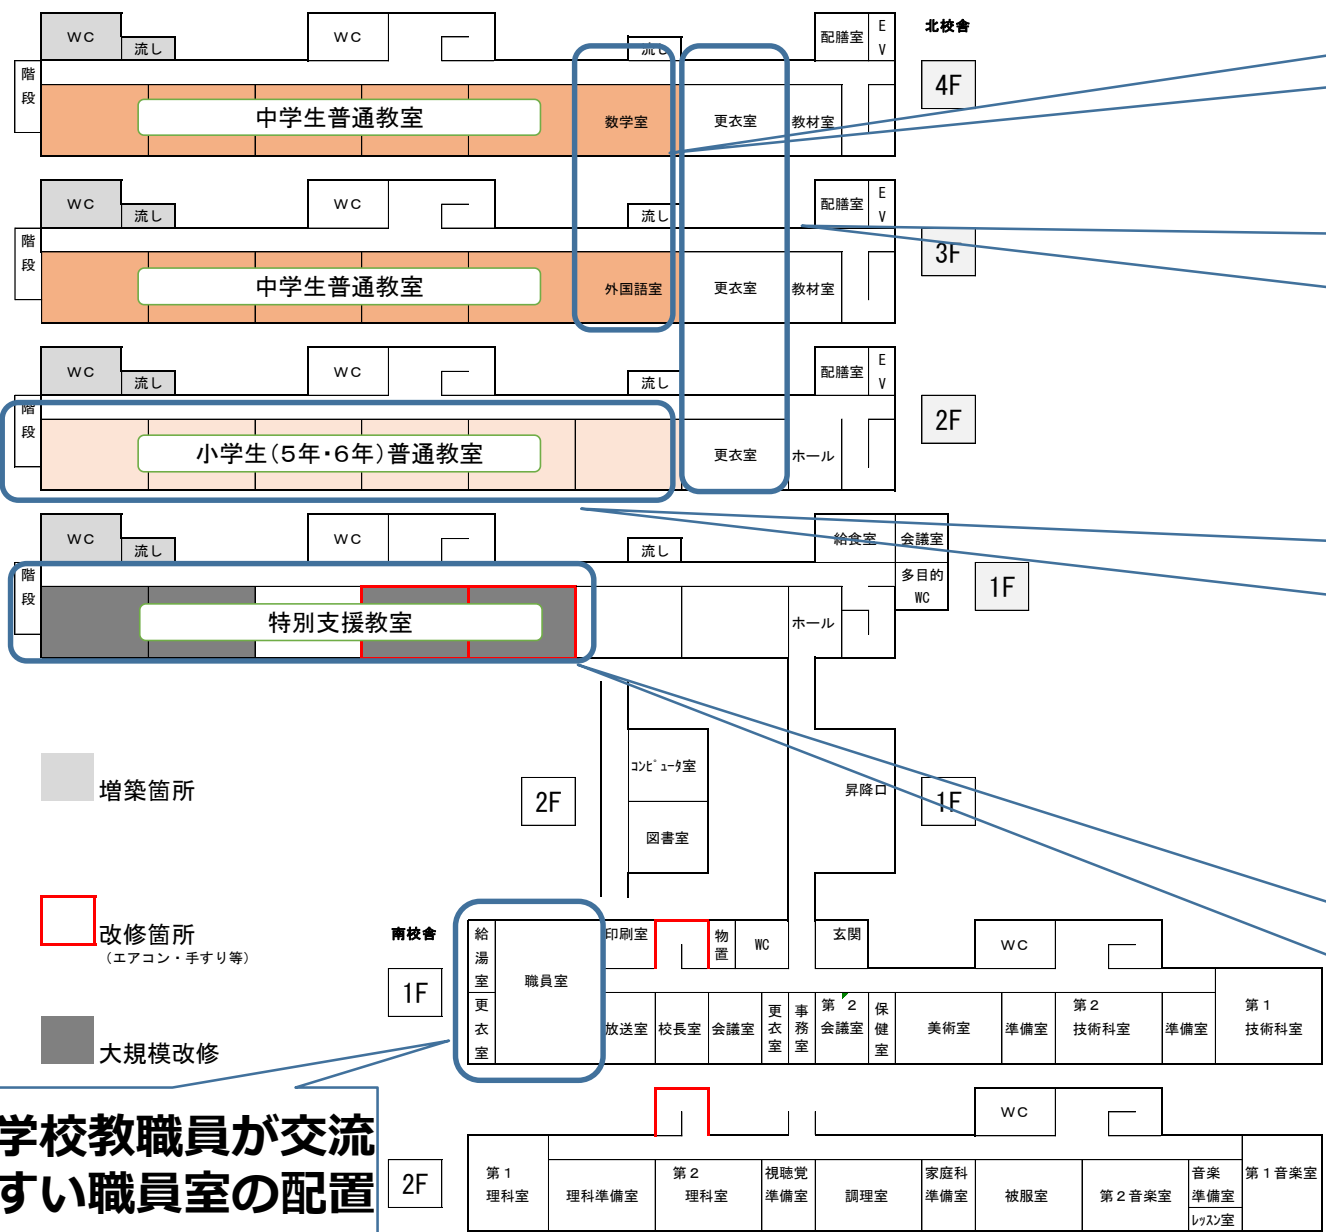 北校舎
WC
流し
WC
流し
配膳室
EV
4F
階段
中学生普通教室
数学室
更衣室
教材室
WC
流し
WC
流し
配膳室
EV
3F
階段
中学生普通教室
外国語室
更衣室
教材室
WC
流し
WC
流し
配膳室
EV
2F
階段
小学生(5年・6年)普通教室
更衣室
ホール
WC
流し
WC
流し
給食室
会議室
多目的
WC
1F
階段
特別支援教室
ホール
増築箇所
2F
コンピュータ室
図書室
昇降口
1F
改修箇所
(エアコン・手すり等)
大規模改修
南校舎
1F
給湯室
更衣室
職員室
印刷室
物置
WC
玄関
WC
放送室
校長室
会議室
更衣室
事務室
第2
会議室
保健室
美術室
準備室
第2
技術科室
準備室
第1
技術科室
学校教職員が交流
すい職員室の配置
2F
WC
第1
理科室
理科準備室
第2
理科室
視聴覚
準備室
調理室
家庭科
準備室
被服室
第2音楽室
音楽
準備室
レッスン室
第1音楽室